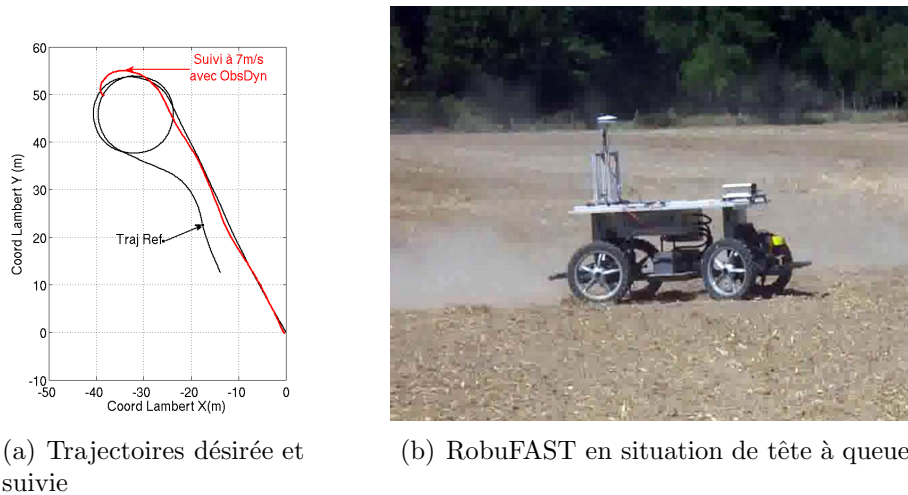 60
50
40
30
20
10
0
-10
-50
-40
-30
-20
-10
0
Coord Lambert Y (m)
Coord Lambert X(m)
Suivi à 7m/s
avec ObsDyn
Traj Ref
(a) Trajectoires désirée et
suivie
(b) RobuFAST en situation de tête à queue